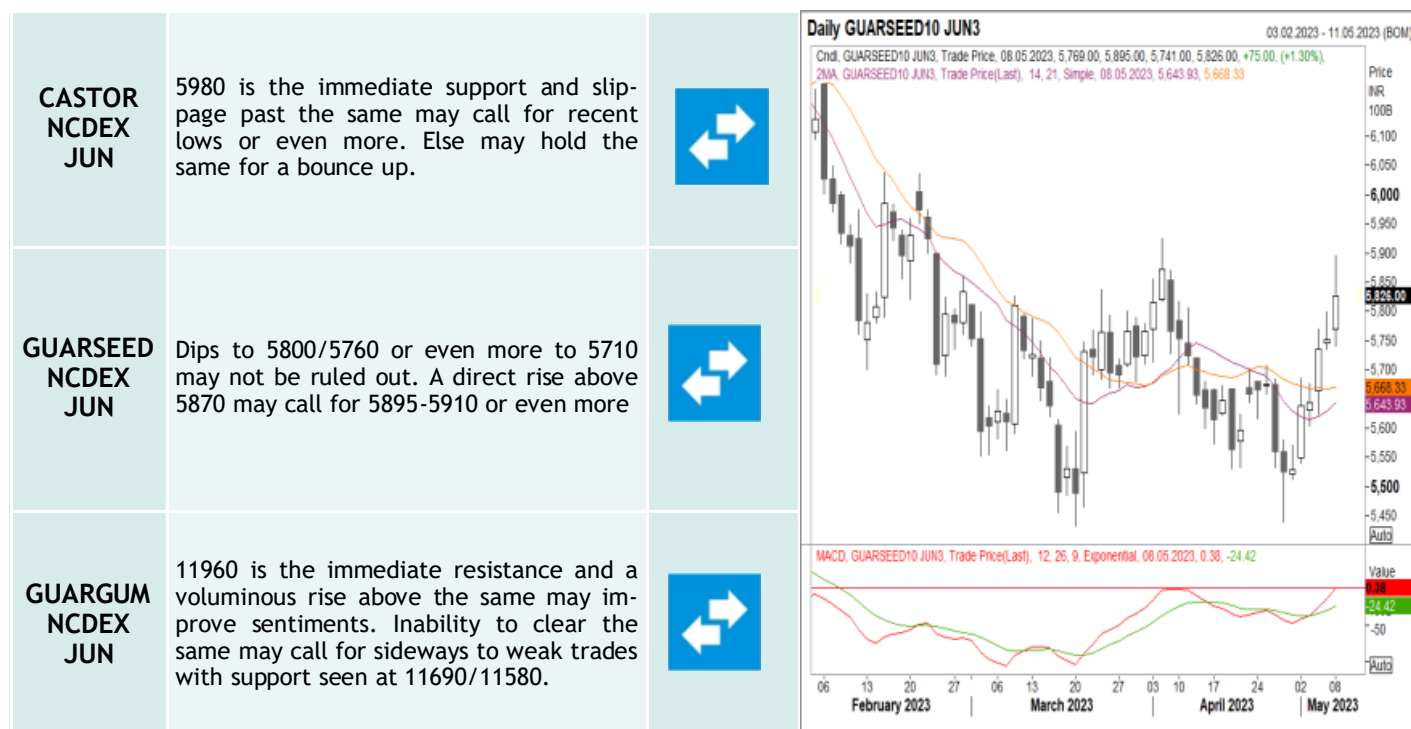 CASTOR
NCDEX
JUN
5980 is the immediate support and slip-
page past the same may call for recent
lows or even more. Else may hold the
same for a bounce up.
GUARSEED
NCDEX
JUN
Dips to 5800/5760 or even more to 5710
may not be ruled out. A direct rise above
5870 may call for 5895-5910 or even more
GUARGUM
NCDEX
JUN
11960 is the immediate resistance and a
voluminous rise above the same may im-
prove sentiments. Inability to clear the
same may call for sideways to weak trades
with support seen at 11690/11580.
Daily GUARSEED10 JUN3
03.02.2023 - 11.05.2023 (BOM)
Cndl, GUARSEED10 JUN3, Trade Price, 08.05.2023, 5,769.00, 5,895.00, 5,741.00, 5,826.00, +75.00, (+1.30%),
2MA, GUARSEED10 JUN3, Trade Price(Last), 14, 21, Simple, 08.05.2023, 5,643.93, 5,668.33
Price
INR
100B
6,100
6,050
6,000
5,950
5,900
5,850
5,826.00
5,800
5,750
5,700
5,668.33
5,643.93
5,600
5,550
5,500
5,450
Auto
MACD, GUARSEED10 JUN3, Trade Price(Last), 12, 26, 9, Exponential, 08.05.2023, 0.38, -24.42
Value
0.38
-24.42
-50
Auto
06 13 20 27 06 13 20 27 03 10 17 24 02 08
February 2023 March 2023 April 2023 May 2023